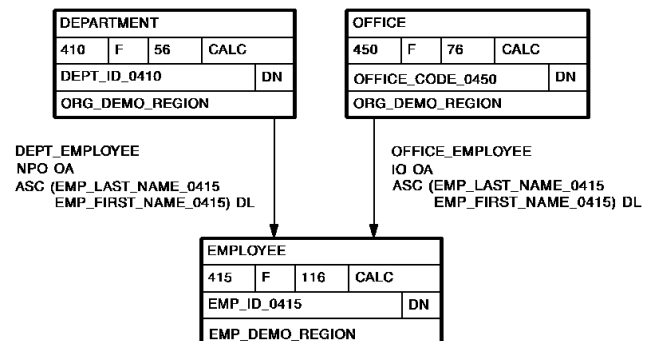 DEPARTMENT
410 F 56 CALC
DEPT_ID_0410 DN
ORG_DEMO_REGION
OFFICE
450 F 76 CALC
OFFICE_CODE_0450 DN
ORG_DEMO_REGION
DEPT_EMPLOYEE
NPO OA
ASC (EMP_LAST_NAME_0415
EMP_FIRST_NAME_0415) DL
OFFICE_EMPLOYEE
IO OA
ASC (EMP_LAST_NAME_0415
EMP_FIRST_NAME_0415) DL
EMPLOYEE
415 F 116 CALC
EMP_ID_0415 DN
EMP_DEMO_REGION